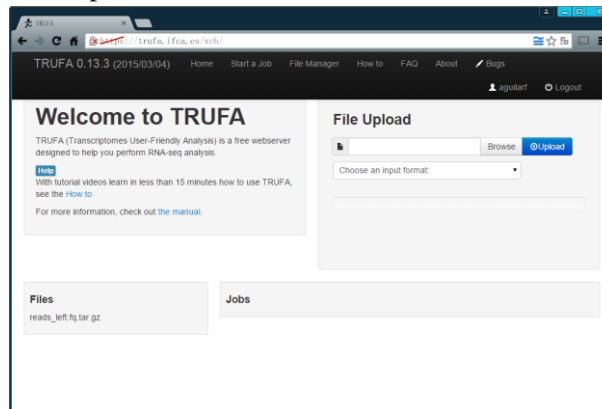 TRUFA
https://trufa.ifca.es/web/
TRUFA 0.13.3 (2015/03/04) Home Start a Job File Manager How to FAQ About Bugs
aguilarf Logout
Welcome to TRUFA
TRUFA (Transcriptomes User-Friendly Analysis) is a free webserver
designed to help you perform RNA-seq analysis.
Help
With tutorial videos learn in less than 15 minutes how to use TRUFA,
see the How to
For more information, check out the manual.
File Upload
Browse Upload
Choose an input format:
Files
reads_left.fq.tar.gz
Jobs